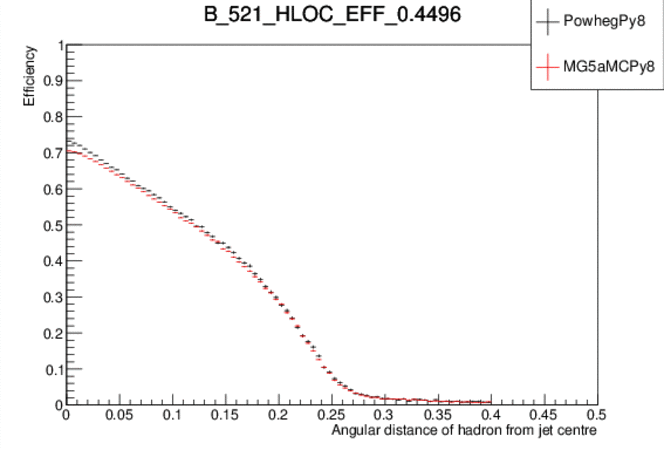 B_521_HLOC_EFF_0.4496
PowhegPy8
MG5aMCPy8
Efficiency
1
0.9
0.8
0.7
0.6
0.5
0.4
0.3
0.2
0.1
0
0 0.05 0.1 0.15 0.2 0.25 0.3 0.35 0.4 0.45 0.5
Angular distance of hadron from jet centre